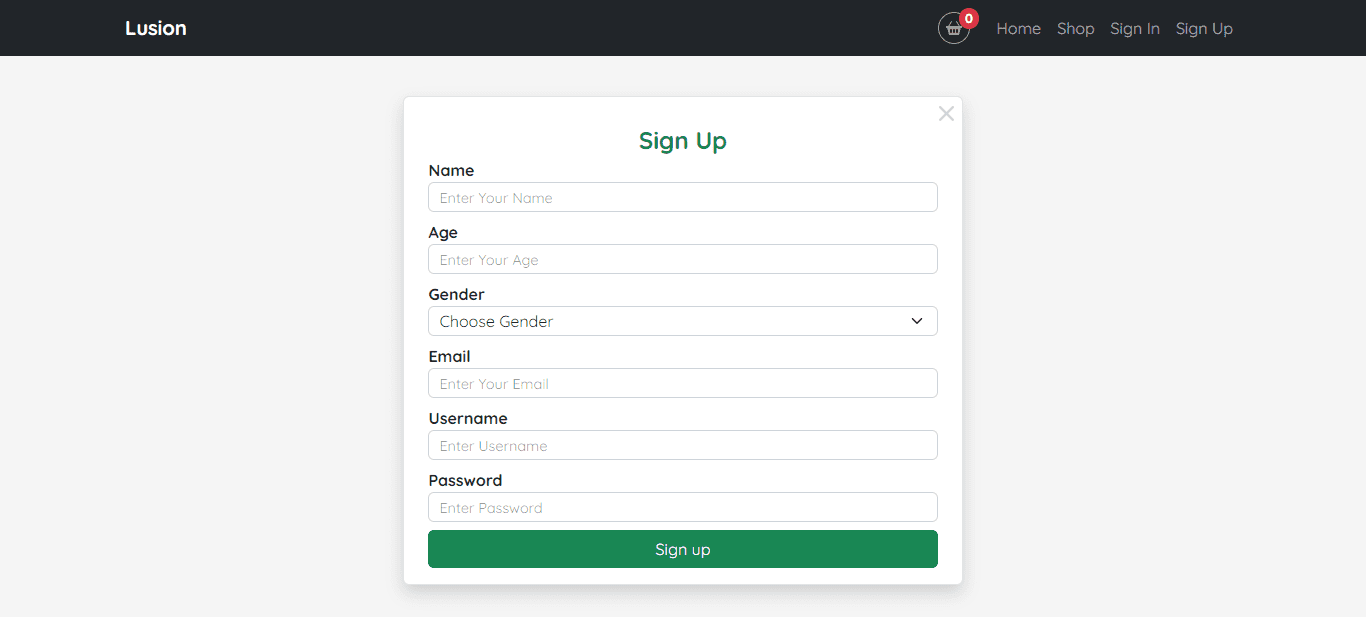 Lusion
0
Home Shop Sign In Sign Up
Sign Up
Name
Enter Your Name
Age
Enter Your Age
Gender
Choose Gender
Email
Enter Your Email
Username
Enter Username
Password
Enter Password
Sign up